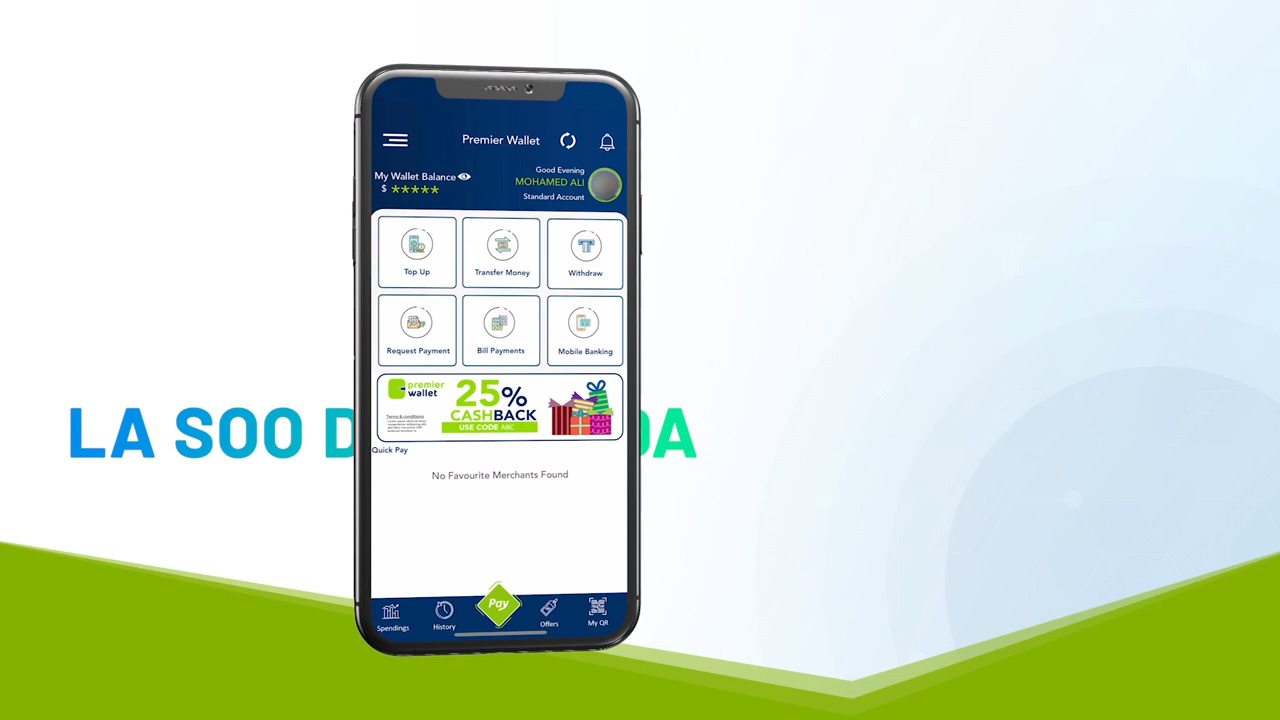 Premier Wallet
My Wallet Balance
$ *****
Good Evening
MOHAMED ALI
Standard Account
Top Up
Transfer Money
Withdraw
Request Payment
Bill Payments
Mobile Banking
premier
wallet
Terms & conditions
25%
CASHBACK
USE CODE ABC
LA SOO D
DA
Quick Pay
No Favourite Merchants Found
Pay
Spendings
History
Offers
My QR